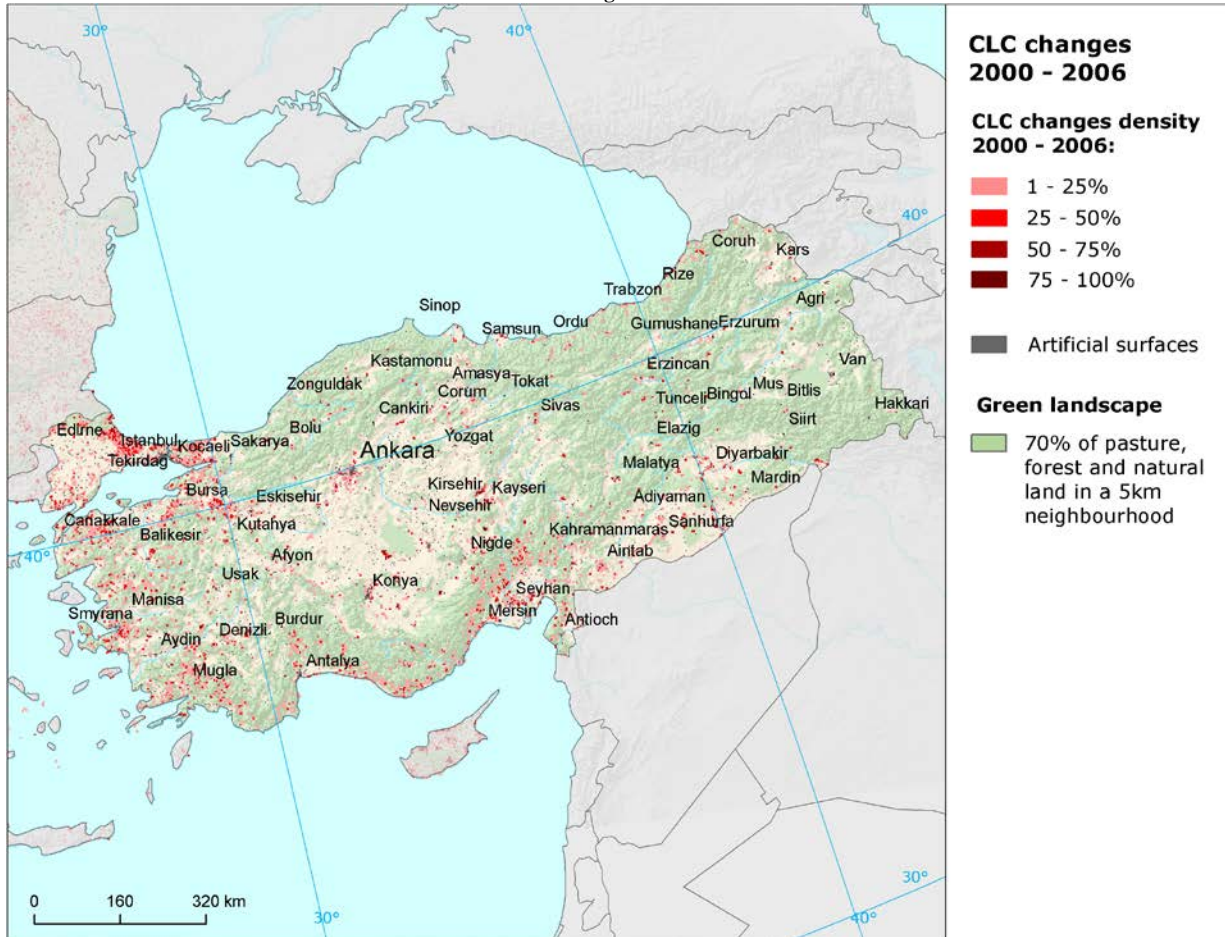 30°
40°
40°
Coruh
Kars
Rize
Trabzon
Agri
Sinop
Samsun
Ordu
Gumushane
Erzurum
Kastamonu
Amasya
Erzincan
Van
Zonguldak
Corum
Tokat
Mus
Bitlis
Cankiri
Sivas
Tunceli
Bingol
Hakkari
Edirne
Istanbul
Kocaeli
Sakarya
Bolu
Yozgat
Elazig
Siirt
Tekirdag
Ankara
Malatya
Diyarbakir
Bursa
Eskisehir
Kirsehir
Kayseri
Mardin
Canakkale
Kutahya
Nevsehir
Adiyaman
Balikesir
Kahramanmaras
Sanhurfa
40°
Afyon
Nigde
Aintab
Usak
Konya
Seyhan
Manisa
Smyrana
Burdur
Mersin
Antioch
Aydin
Denizli
Mugla
Antalya
30°
0 160 320 km
30°
40°
CLC changes
2000 - 2006
CLC changes density
2000 - 2006:
1 - 25%
25 - 50%
50 - 75%
75 - 100%
Artificial surfaces
Green landscape
70% of pasture,
forest and natural
land in a 5km
neighbourhood